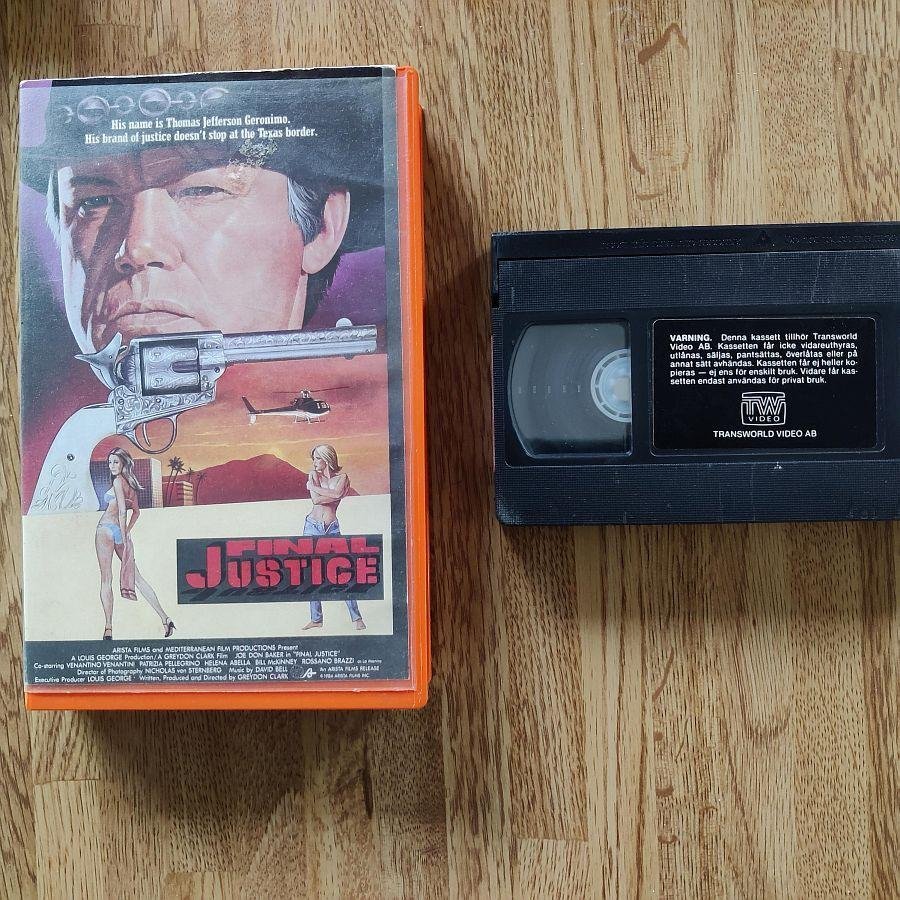 His name is Thomas Jefferson Geronimo.
His brand of justice doesn't stop at the Texas border.
FINAL
JUSTICE
ARISTA FILMS and MEDITERRANEAN FILM PRODUCTIONS Present
A LOUIS GEORGE Production/A GREYDON CLARK Film JOE DON BAKER in "FINAL JUSTICE"
Co-starring VENANTINO VENANTINI PATRIZIA PELLEGRINO HELENA ABELLA BILL McKINNEY ROSSANO BRAZZI
Director of Photography NICHOLAS von STERNBERG Music by DAVID BELL An ARISTA FILMS RELEASE
Executive Producer LOUIS GEORGE · Written, Produced and Directed by GREYDON CLARK ©1984 ARISTA FILMS INC.
VARNING. Denna kassett tillhör Transworld
Video AB. Kassetten får icke vidareuthyras,
utlånas, säljas, pantsättas, överlåtas eller på
annat sätt avhändas. Kassetten får ej heller ko-
pieras — ej ens för enskilt bruk. Vidare får kas-
setten endast användas för privat bruk.
TW
VIDEO
TRANSWORLD VIDEO AB